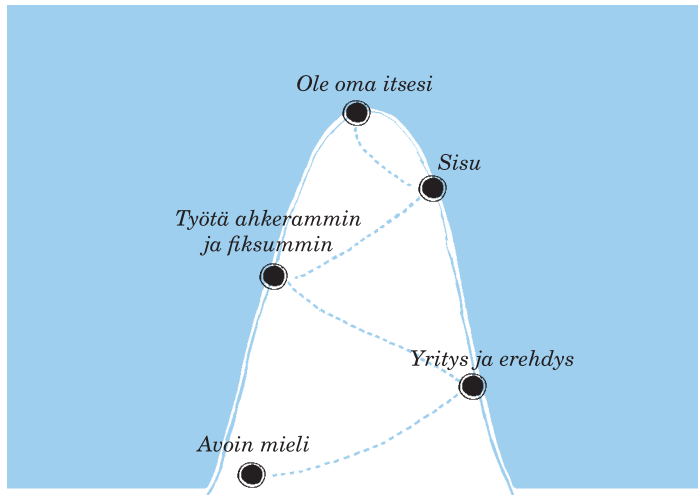 Ole oma itsesi
Sisu
Työtä ahkerammin
ja fiksummin
Yritys ja erehdys
Avoin mieli